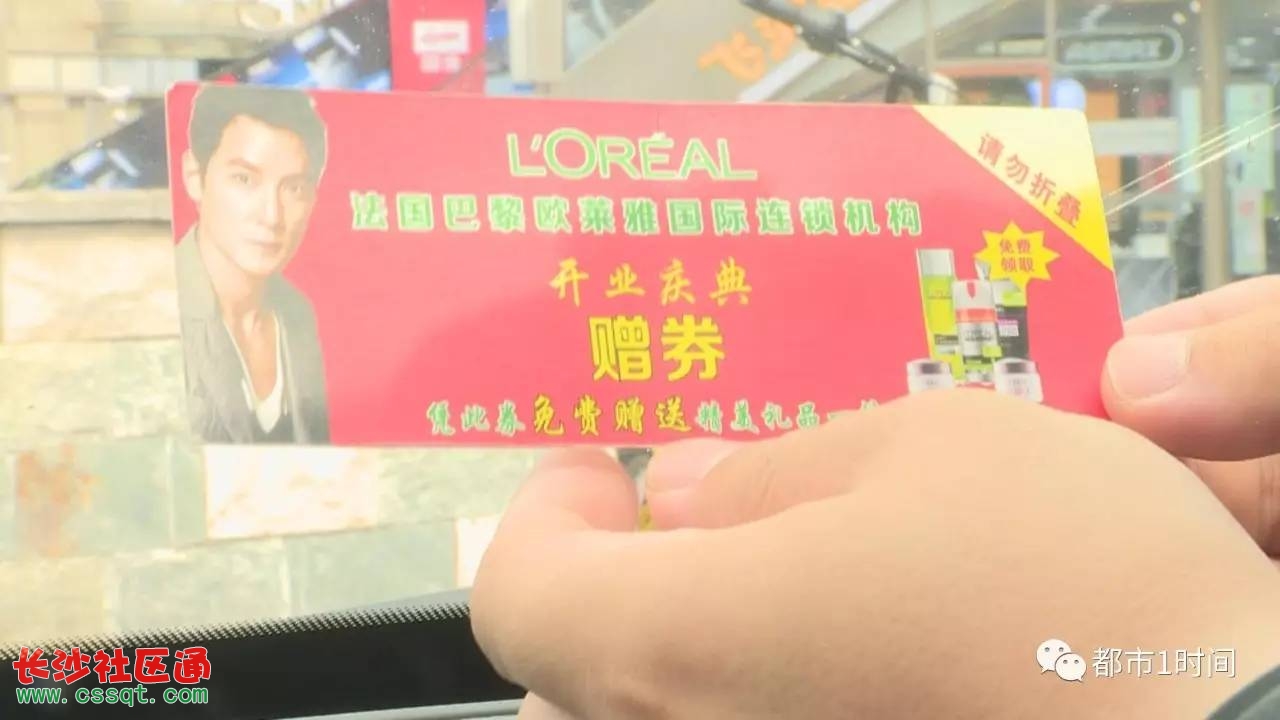 L'ORÉAL
请勿折叠
法国巴黎欧莱雅国际连锁机构
免费
领取
开业庆典
赠券
凭此券免费赠送精美礼品一
长沙社区通
www.cssqt.com
都市1时间